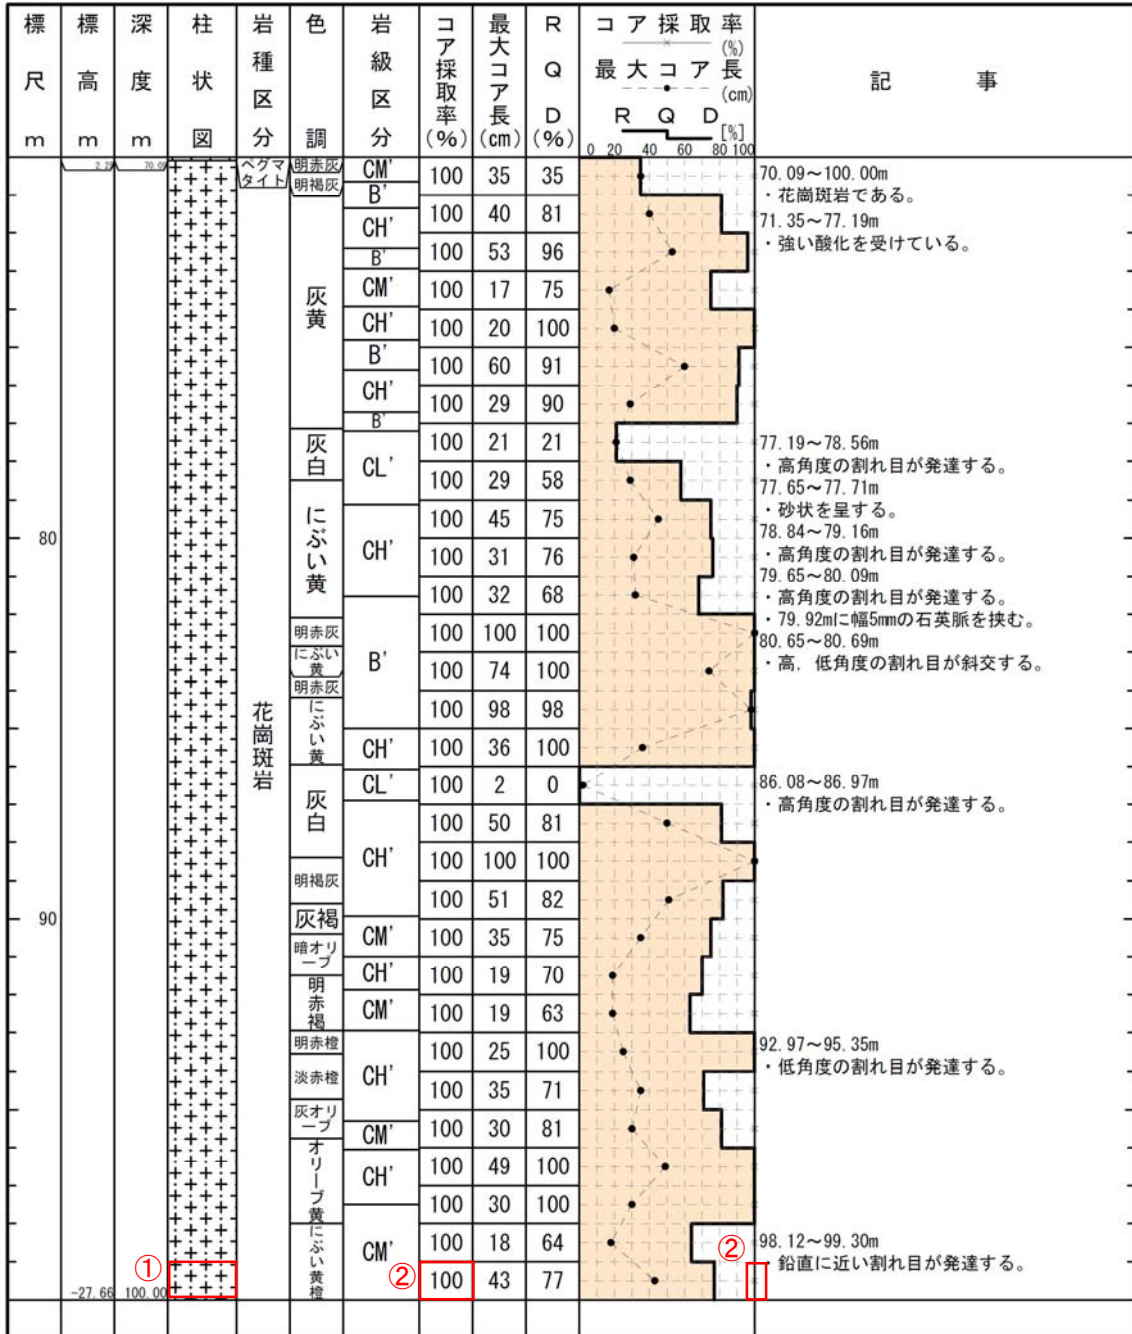 標尺m
標高m
深度m
柱状図
岩種区分
色調
岩級区分
コア採取率(%)
最大コア長(cm)
RQD(%)
コア採取率(%)
最大コア長(cm)
RQD[%]
0 20 40 60 80 100
記事
2.25 70.09
ペグマタイト
明赤灰
CM'
100 35 35
70.09～100.00m
・花崗斑岩である。
明褐灰
B'
100 40 81
71.35～77.19m
・強い酸化を受けている。
CH'
100 53 96
B'
灰黄
CM'
100 17 75
CH'
100 20 100
B'
100 60 91
CH'
100 29 90
B'
灰白
CL'
100 21 21
77.19～78.56m
・高角度の割れ目が発達する。
100 29 58
77.65～77.71m
・砂状を呈する。
にぶい黄
80
CH'
100 45 75
78.84～79.16m
・高角度の割れ目が発達する。
100 31 76
79.65～80.09m
・高角度の割れ目が発達する。
・79.92mに幅5mmの石英脈を挟む。
100 32 68
80.65～80.69m
・高，低角度の割れ目が斜交する。
明赤灰
B'
100 100 100
にぶい黄
100 74 100
明赤灰
花崗斑岩
にぶい黄
100 98 98
CH'
100 36 100
灰白
CL'
100 2 0
86.08～86.97m
・高角度の割れ目が発達する。
100 50 81
CH'
100 100 100
明褐灰
100 51 82
90
灰褐
CM'
100 35 75
暗オリーブ
CH'
100 19 70
明赤褐
CM'
100 19 63
明赤橙
100 25 100
92.97～95.35m
・低角度の割れ目が発達する。
淡赤橙
CH'
100 35 71
灰オリーブ
CM'
100 30 81
オリーブ黄
CH'
100 49 100
100 30 100
にぶい黄橙
CM'
100 18 64
98.12～99.30m
・鉛直に近い割れ目が発達する。
①
②
100 43 77
②
-27.66 100.00